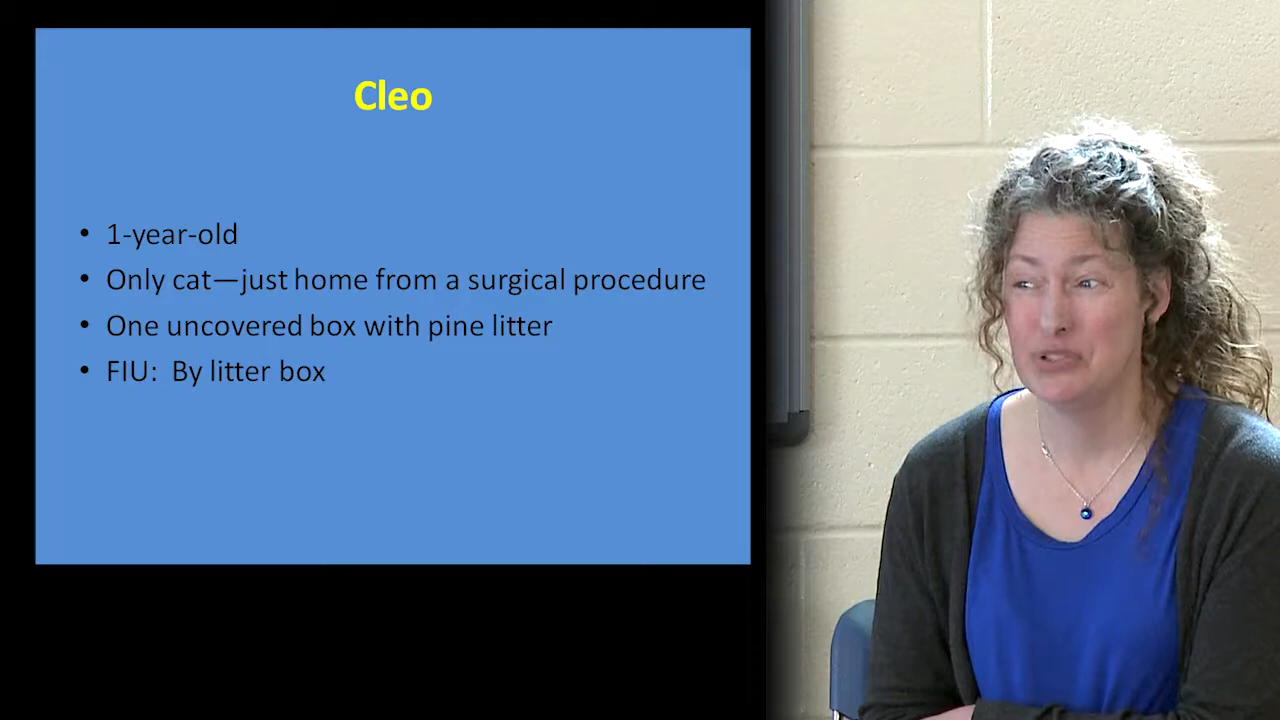 Cleo
• 1-year-old
• Only cat—just home from a surgical procedure
• One uncovered box with pine litter
• FIU: By litter box